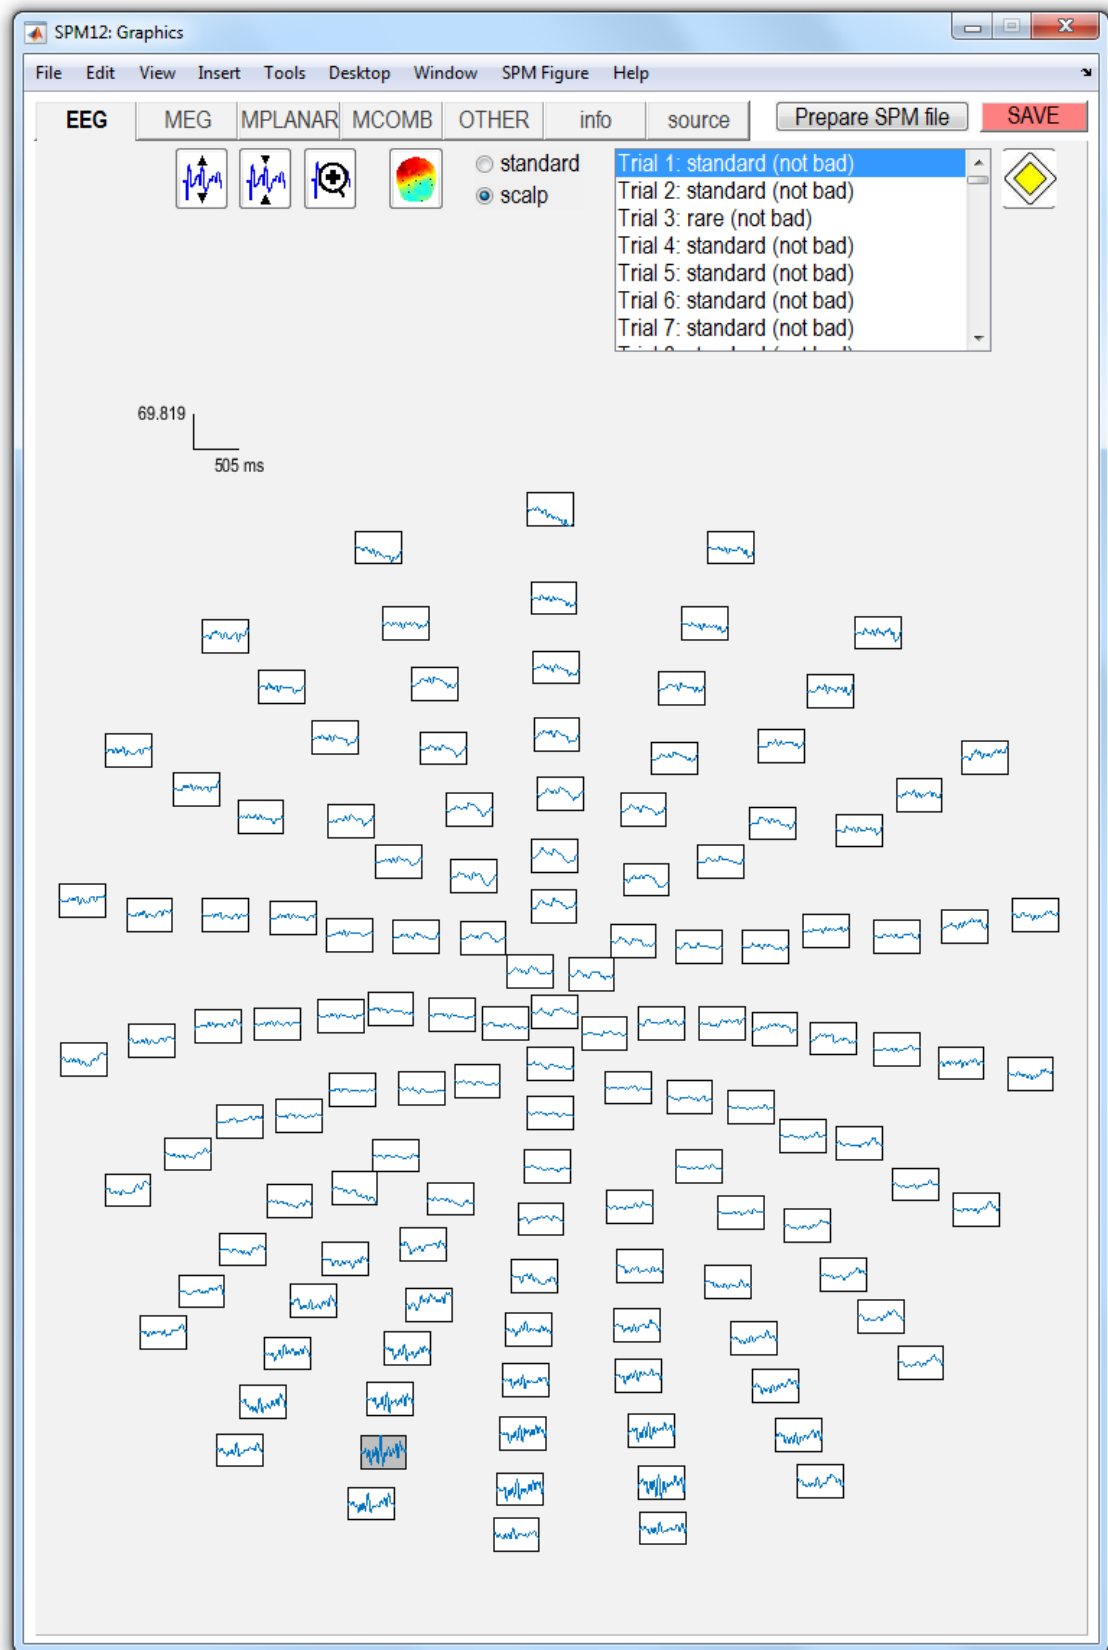 SPM12: Graphics
File Edit View Insert Tools Desktop Window SPM Figure Help
EEG MEG MPLANAR MCOMB OTHER info source Prepare SPM file SAVE
standard
scalp
Trial 1: standard (not bad)
Trial 2: standard (not bad)
Trial 3: rare (not bad)
Trial 4: standard (not bad)
Trial 5: standard (not bad)
Trial 6: standard (not bad)
Trial 7: standard (not bad)
69.819
505 ms